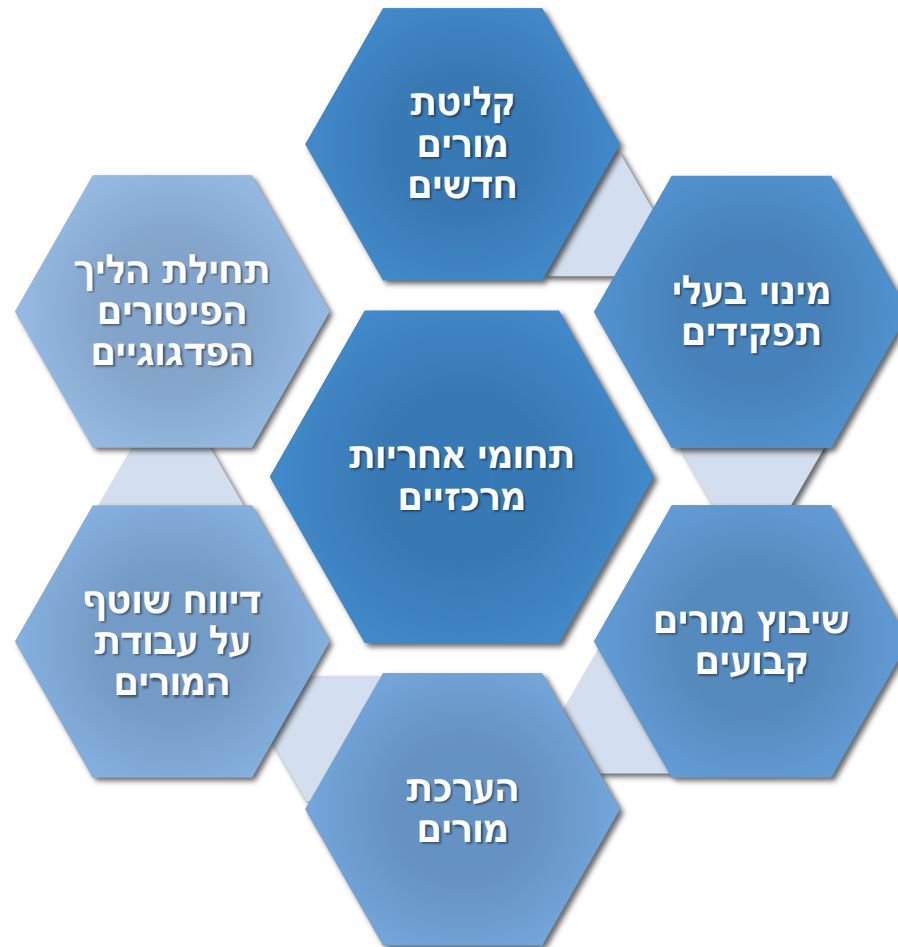 קליטת
מורים
חדשים
מינוי בעלי
תפקידים
שיבוץ מורים
קבועים
הערכת
מורים
דיווח שוטף
על עבודת
המורים
תחילת הליך
הפיטורים
הפדגוגיים
תחומי אחריות
מרכזיים